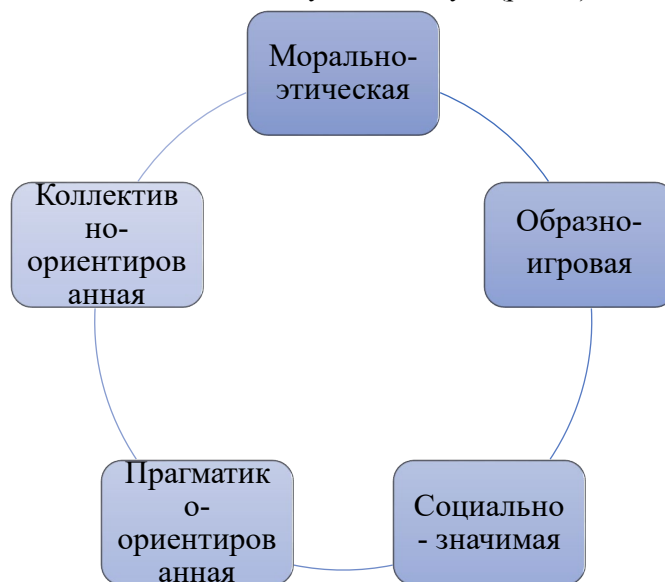 Морально-
этическая
Образно-
игровая
Социально
- значимая
Прагматик
о-
ориентиров
анная
Коллектив
но-
ориентиров
анная